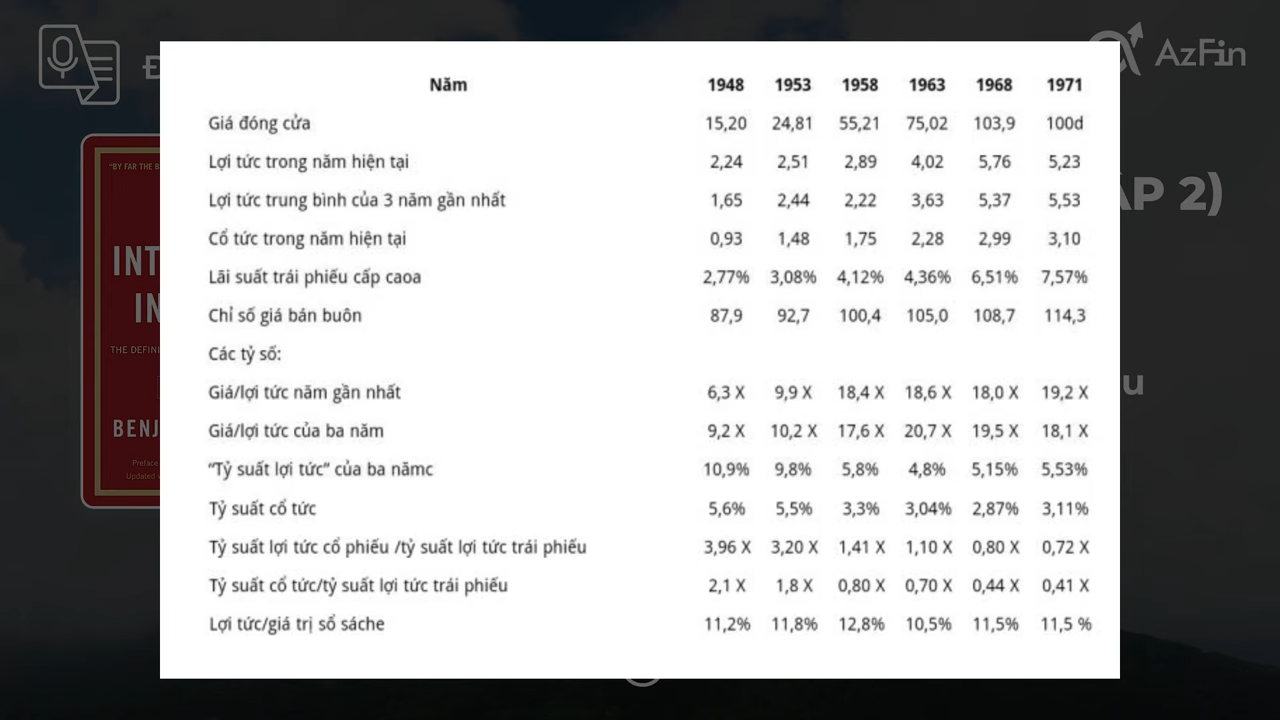 AzFin
Năm 1948 1953 1958 1963 1968 1971
Giá đóng cửa 15,20 24,81 55,21 75,02 103,9 100d
Lợi tức trong năm hiện tại 2,24 2,51 2,89 4,02 5,76 5,23
Lợi tức trung bình của 3 năm gần nhất 1,65 2,44 2,22 3,63 5,37 5,53
Cổ tức trong năm hiện tại 0,93 1,48 1,75 2,28 2,99 3,10
Lãi suất trái phiếu cấp caoa 2,77% 3,08% 4,12% 4,36% 6,51% 7,57%
Chỉ số giá bán buôn 87,9 92,7 100,4 105,0 108,7 114,3
Các tỷ số:
Giá/lợi tức năm gần nhất 6,3 X 9,9 X 18,4 X 18,6 X 18,0 X 19,2 X
Giá/lợi tức của ba năm 9,2 X 10,2 X 17,6 X 20,7 X 19,5 X 18,1 X
“Tỷ suất lợi tức” của ba nămc 10,9% 9,8% 5,8% 4,8% 5,15% 5,53%
Tỷ suất cổ tức 5,6% 5,5% 3,3% 3,04% 2,87% 3,11%
Tỷ suất lợi tức cổ phiếu /tỷ suất lợi tức trái phiếu 3,96 X 3,20 X 1,41 X 1,10 X 0,80 X 0,72 X
Tỷ suất cổ tức/tỷ suất lợi tức trái phiếu 2,1 X 1,8 X 0,80 X 0,70 X 0,44 X 0,41 X
Lợi tức/giá trị sổ sáche 11,2% 11,8% 12,8% 10,5% 11,5% 11,5 %
"BY FAR THE B
INT
IN
THE DEFINI
BENJ
Preface
Updated
ẬP 2)
u